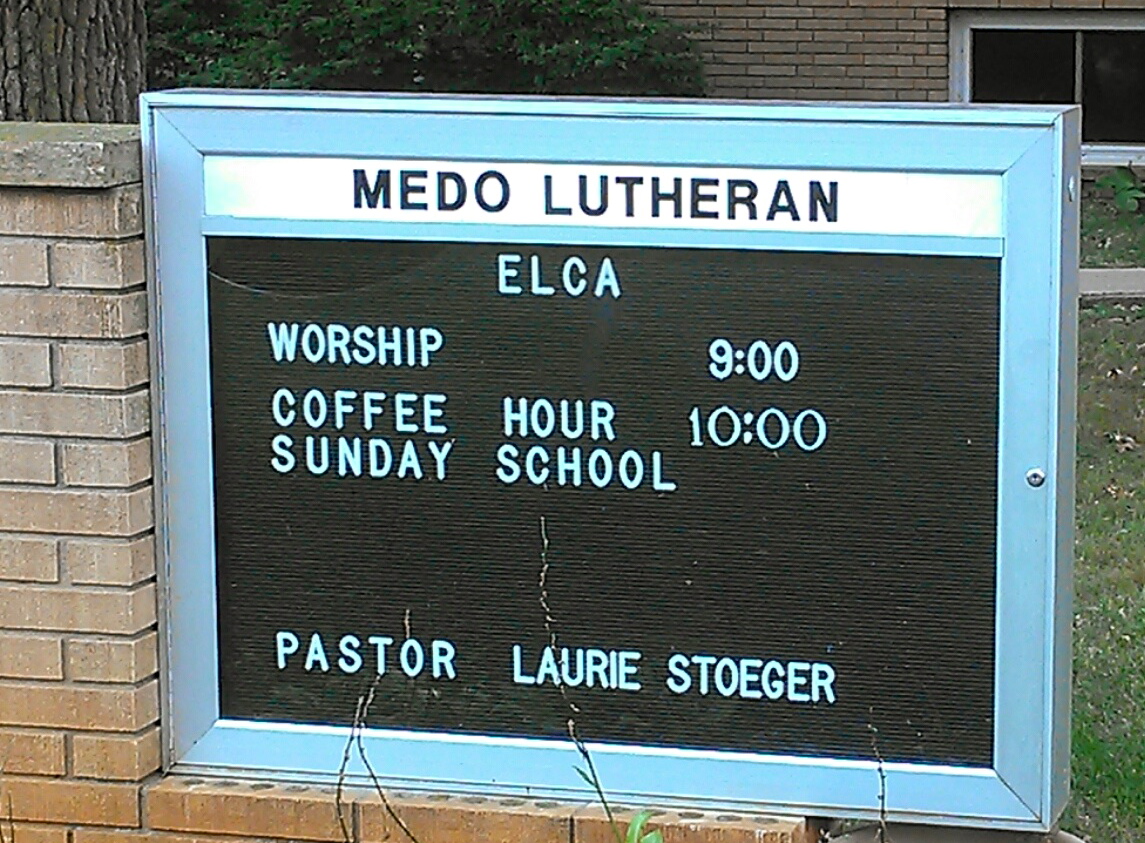 MEDO LUTHERAN
ELCA
WORSHIP 9:00
COFFEE HOUR 10:00
SUNDAY SCHOOL
PASTOR LAURIE STOEGER